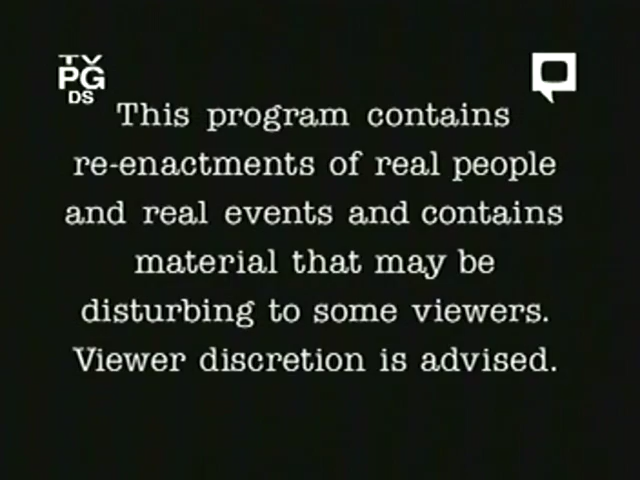 TV
PG
DS
This program contains
re-enactments of real people
and real events and contains
material that may be
disturbing to some viewers.
Viewer discretion is advised.